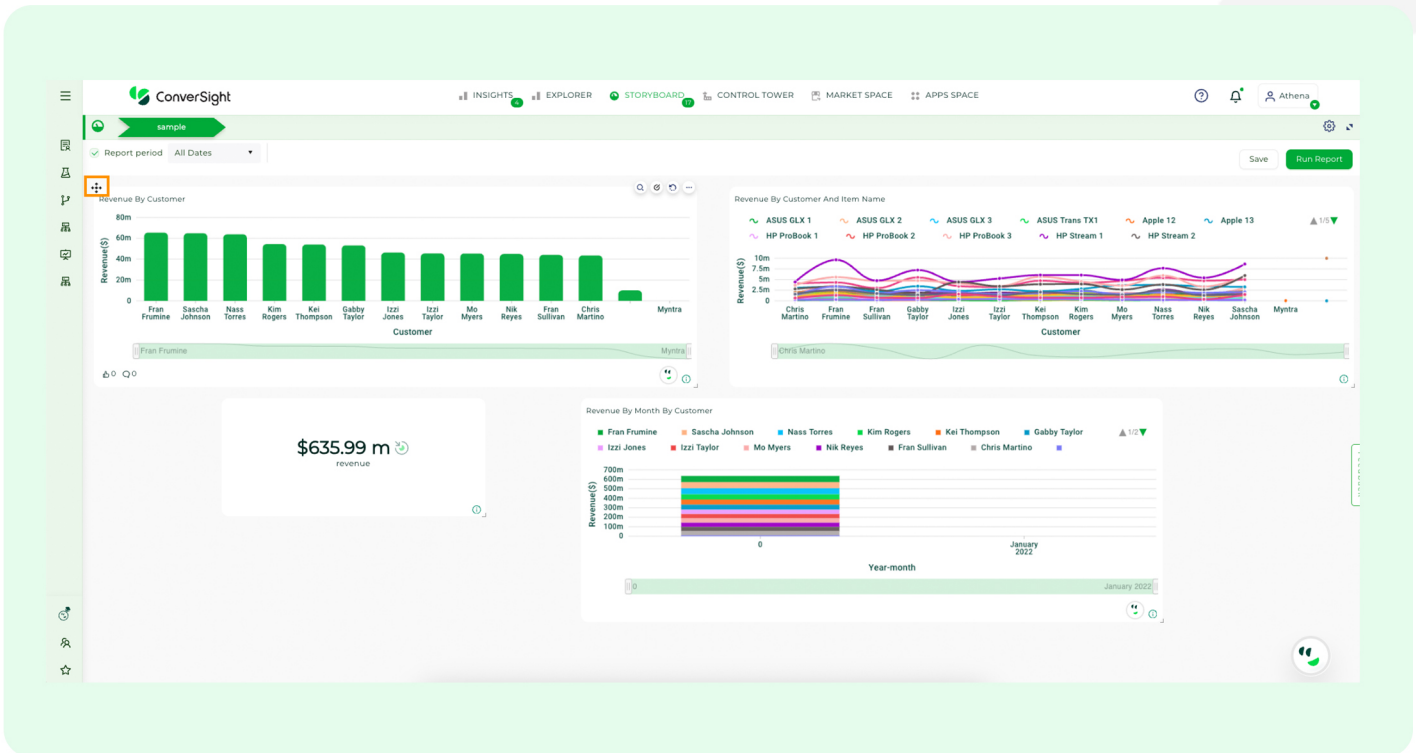 ConverSight
INSIGHTS
4
EXPLORER
STORYBOARD
17
CONTROL TOWER
MARKET SPACE
APPS SPACE
Athena
sample
Report period All Dates
Save
Run Report
Revenue By Customer
80m
60m
40m
20m
0
Revenue($)
Fran Frumine
Sascha Johnson
Nass Torres
Kim Rogers
Kei Thompson
Gabby Taylor
Izzi Jones
Izzi Taylor
Mo Myers
Nik Reyes
Fran Sullivan
Chris Martino
Myntra
Customer
Fran Frumine
Myntra
0
0
Revenue By Customer And Item Name
ASUS GLX 1
ASUS GLX 2
ASUS GLX 3
ASUS Trans TX1
Apple 12
Apple 13
1/5
HP ProBook 1
HP ProBook 2
HP ProBook 3
HP Stream 1
HP Stream 2
10m
7.5m
5m
2.5m
0
Revenue($)
Chris Martino
Fran Frumine
Fran Sullivan
Gabby Taylor
Izzi Jones
Izzi Taylor
Kei Thompson
Kim Rogers
Mo Myers
Nass Torres
Nik Reyes
Sascha Johnson
Myntra
Customer
Chris Martino
$635.99 m
revenue
Revenue By Month By Customer
Fran Frumine
Sascha Johnson
Nass Torres
Kim Rogers
Kei Thompson
Gabby Taylor
1/2
Izzi Jones
Izzi Taylor
Mo Myers
Nik Reyes
Fran Sullivan
Chris Martino
700m
600m
500m
400m
300m
200m
100m
0
Revenue($)
0
January
2022
Year-month
0
January 2022